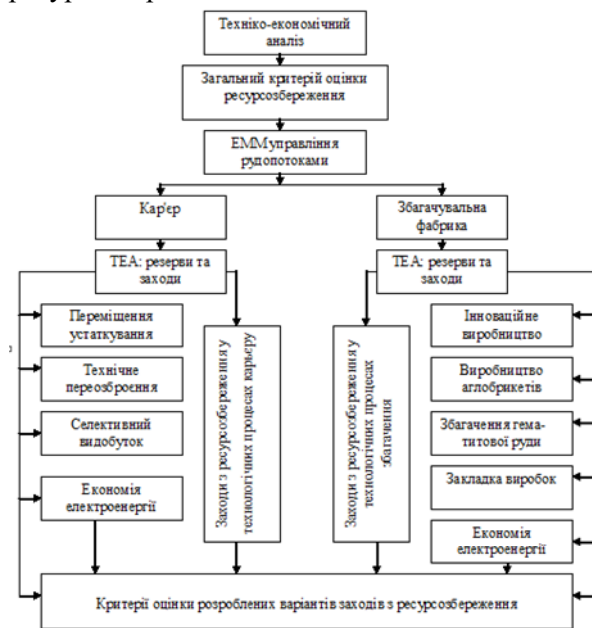 Техніко-економічний
аналіз
Загальний критерій оцінки
ресурсозбереження
ЕММ управління
рудопотоками
Кар'єр
Збагачувальна
фабрика
ТЕА: резерви та
заходи
ТЕА: резерви та
заходи
Переміщення
устаткування
Технічне
переозброєння
Селективний
видобуток
Економія
електроенергії
Заходи з ресурсозбереження у
технологічних процесах карьєру
Заходи з ресурсозбереження у
технологічних процесах
збагачення
Інноваційне
виробництво
Виробництво
аглобрикетів
Збагачення гема-
титової руди
Закладка виробок
Економія
електроенергії
Критерії оцінки розроблених варіантів заходів з ресурсозбереження